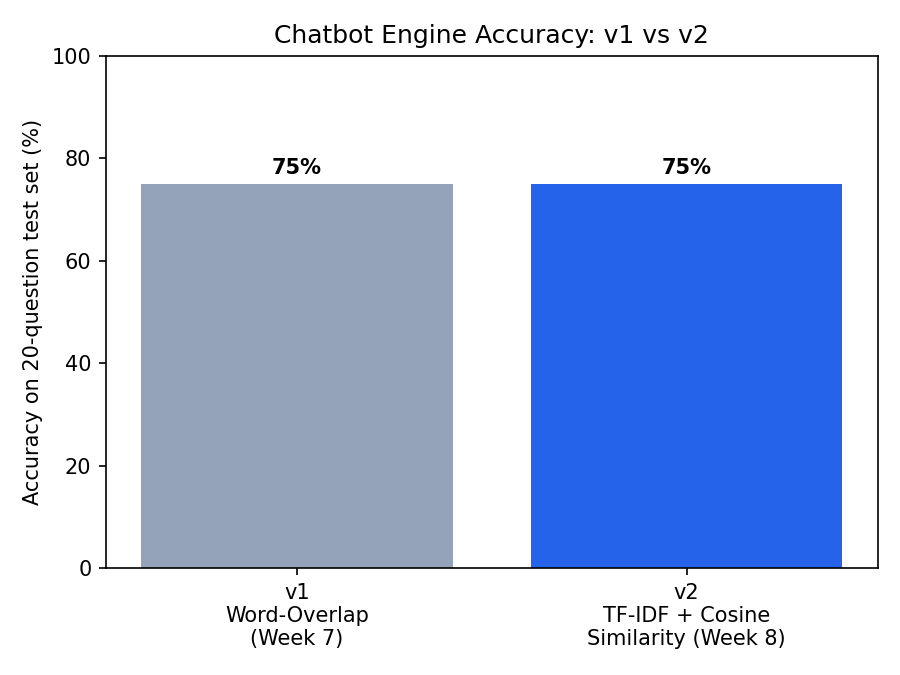 Chatbot Engine Accuracy: v1 vs v2
Accuracy on 20-question test set (%)
100
80
60
40
20
0
75%
75%
v1
Word-Overlap
(Week 7)
v2
TF-IDF + Cosine
Similarity (Week 8)